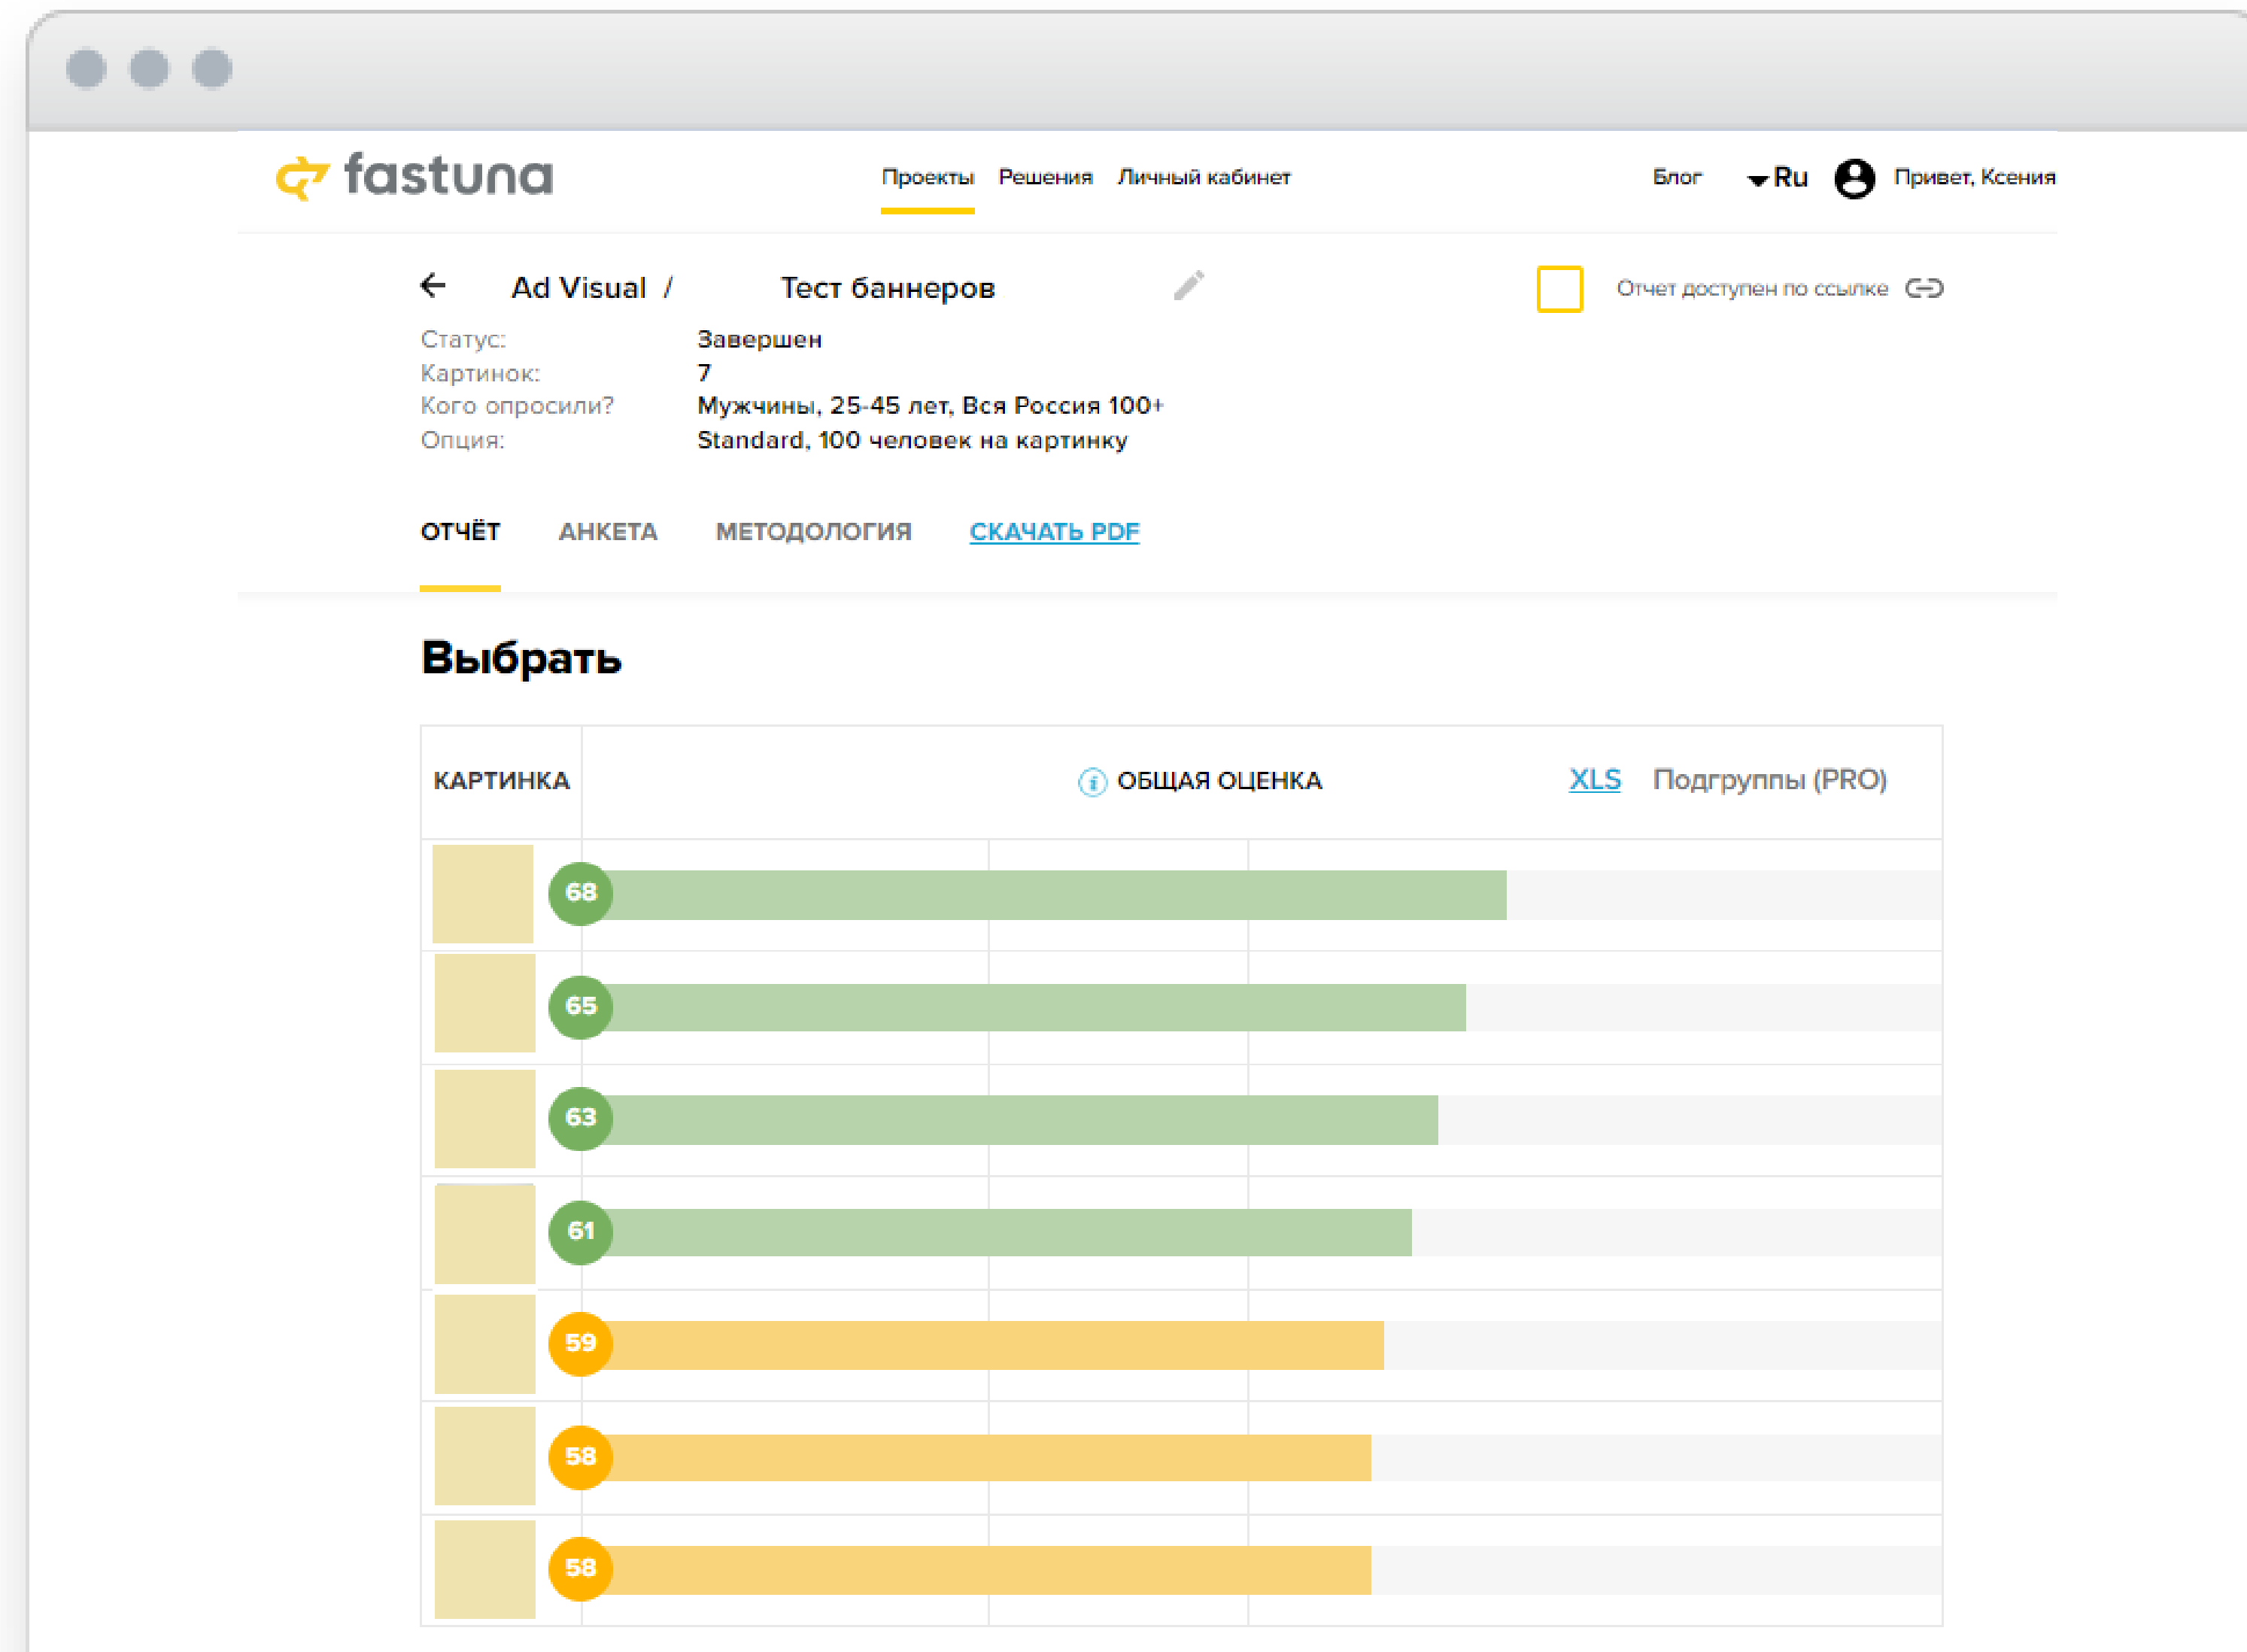 fastuna
Проекты Решения Личный кабинет
Блог Ru Привет, Ксения
Ad Visual / Тест баннеров
Отчет доступен по ссылке
Статус: Завершен
Картинок: 7
Кого опросили? Мужчины, 25-45 лет, Вся Россия 100+
Опция: Standard, 100 человек на картинку
ОТЧЁТ АНКЕТА МЕТОДОЛОГИЯ СКАЧАТЬ PDF
Выбрать
КАРТИНКА i ОБЩАЯ ОЦЕНКА XLS Подгруппы (PRO)
68
65
63
61
59
58
58